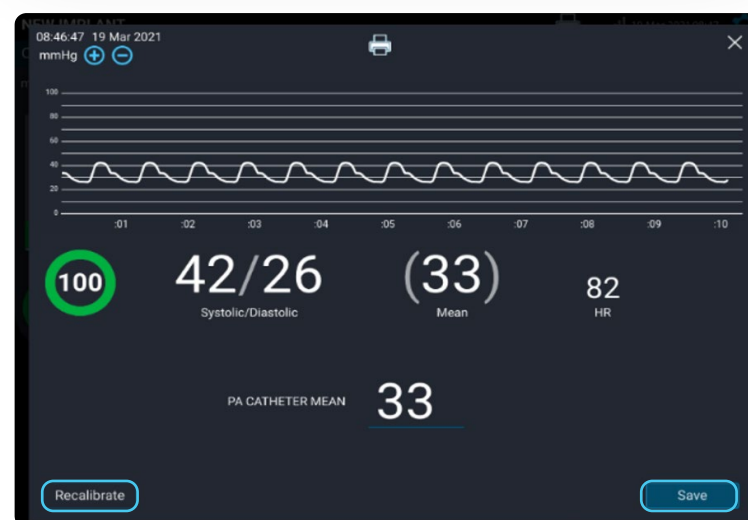 NEW IMPLANT
08:46:47 19 Mar 2021
mmHg
100
80
60
40
20
0
:01 :02 :03 :04 :05 :06 :07 :08 :09 :10
100
42/26
Systolic/Diastolic
(33)
Mean
82
HR
PA CATHETER MEAN 33
Recalibrate
Save